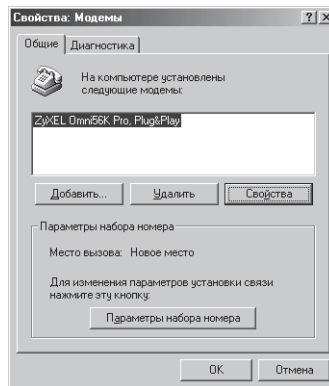 Свойства: Модемы
Общие
Диагностика
На компьютере установлены
следующие модемы:
ZyXEL Omni56K Pro, Plug&Play
Добавить...
Удалить
Свойства
Параметры набора номера
Место вызова: Новое место
Для изменения параметров установки связи
нажмите эту кнопку:
Параметры набора номера
OK
Отмена